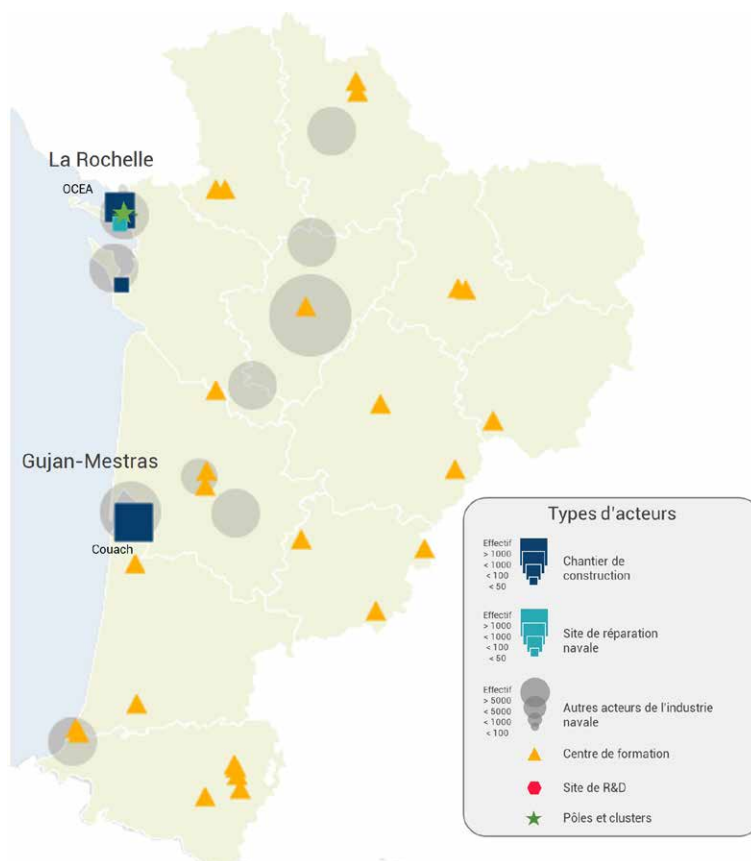 La Rochelle
OCEA
Gujan-Mestras
Couach
Types d'acteurs
Effectif
> 1000
< 1000
< 100
< 50
Chantier de
construction
Effectif
> 1000
< 1000
< 100
< 50
Site de réparation
navale
Effectif
> 5000
< 5000
< 1000
< 100
Autres acteurs de l'industrie
navale
Centre de formation
Site de R&D
Pôles et clusters